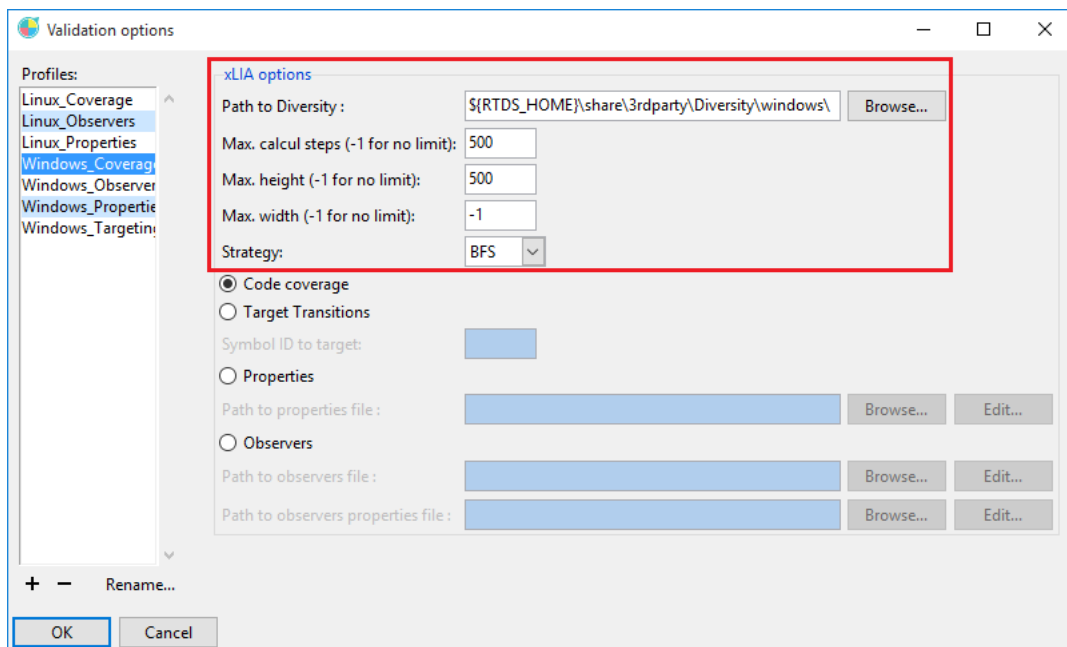 Validation options
Profiles:
Linux_Coverage
Linux_Observers
Linux_Properties
Windows_Coverag
Windows_Observer
Windows_Propertie
Windows_Targeting
+ − Rename...
xLIA options
Path to Diversity : ${RTDS_HOME}\share\3rdparty\Diversity\windows\ Browse...
Max. calcul steps (-1 for no limit): 500
Max. height (-1 for no limit): 500
Max. width (-1 for no limit): -1
Strategy: BFS
Code coverage
Target Transitions
Symbol ID to target:
Properties
Path to properties file : Browse... Edit...
Observers
Path to observers file : Browse... Edit...
Path to observers properties file : Browse... Edit...
OK Cancel